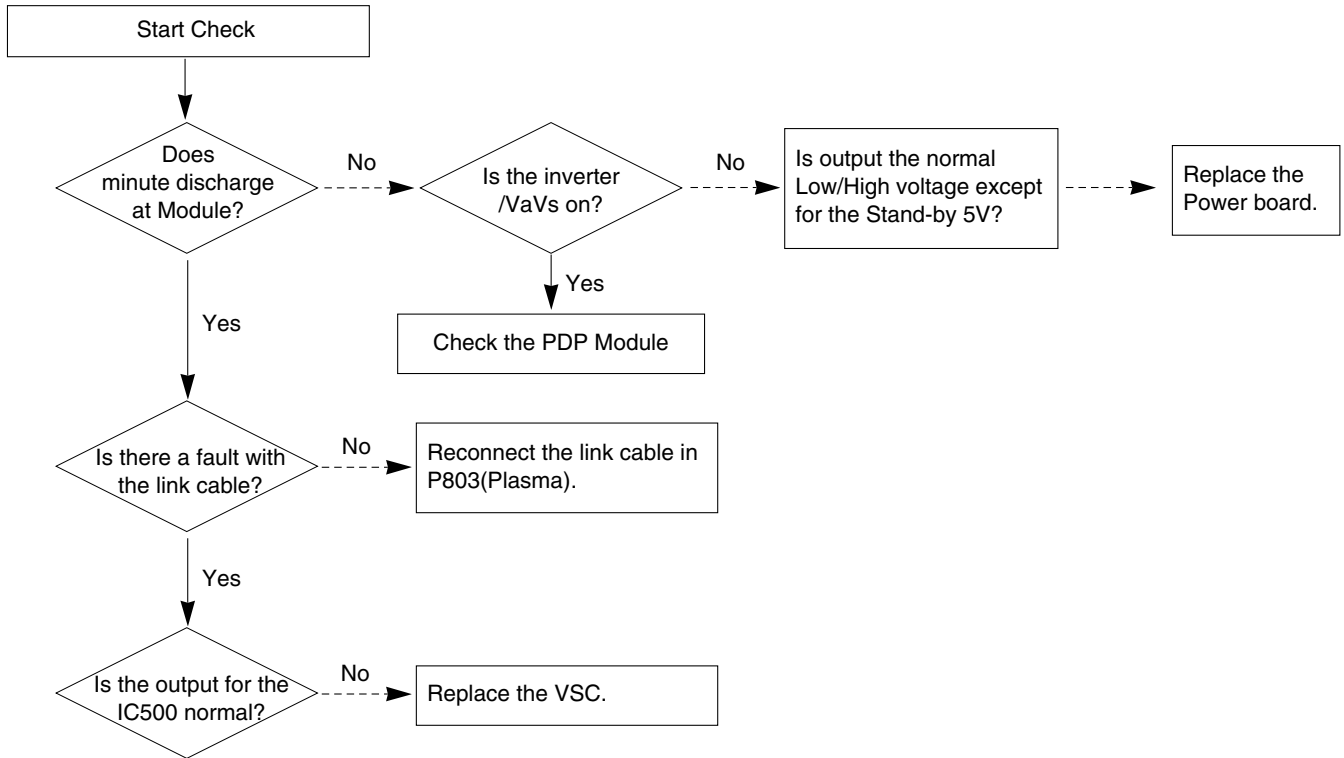 Start Check
Does
minute discharge
at Module?
No
Is the inverter
/VaVs on?
No
Is output the normal
Low/High voltage except
for the Stand-by 5V?
Replace the
Power board.
Yes
Check the PDP Module
Yes
Is there a fault with
the link cable?
No
Reconnect the link cable in
P803(Plasma).
Yes
Is the output for the
IC500 normal?
No
Replace the VSC.